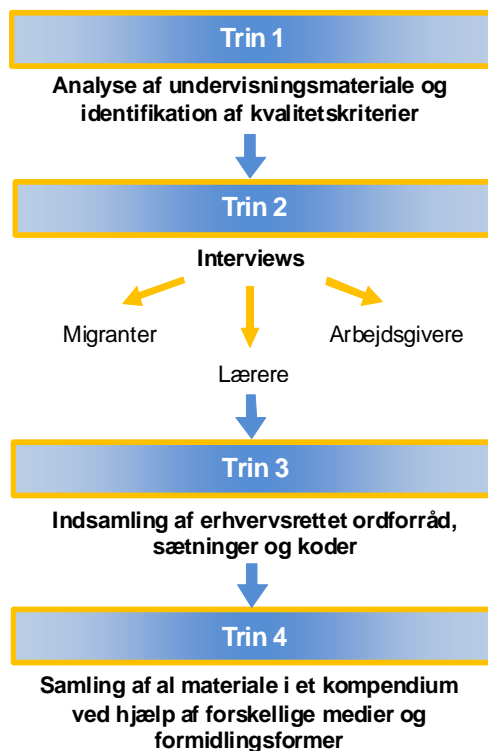 Trin 1
Analyse af undervisningsmateriale og
identifikation af kvalitetskriterier
Trin 2
Interviews
Migranter
Arbejdsgivere
Lærere
Trin 3
Indsamling af erhvervsrettet ordforråd,
sætninger og koder
Trin 4
Samling af al materiale i et kompendium
ved hjælp af forskellige medier og
formidlingsformer